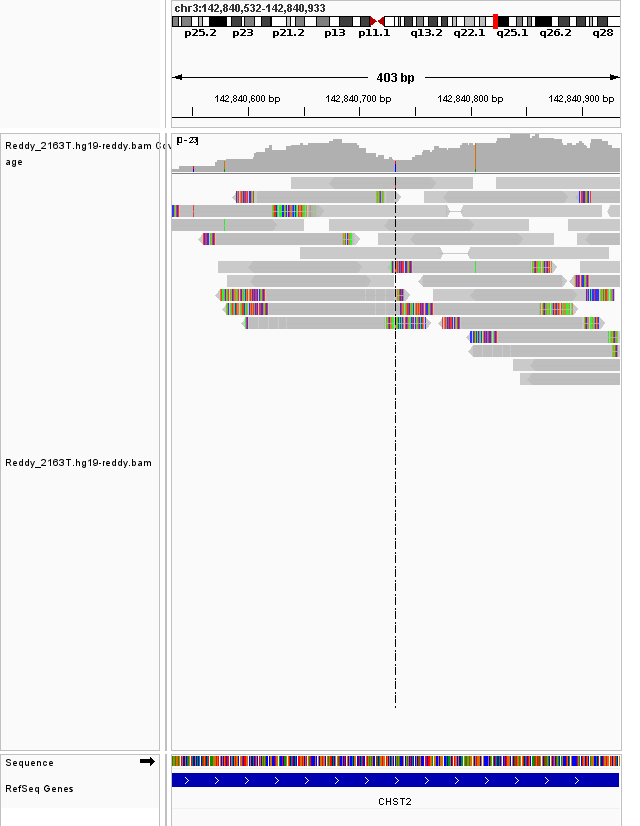 chr3:142,840,532-142,840,933
p25.2 p23 p21.2 p13 p11.1 q13.2 q22.1 q25.1 q26.2 q28
403 bp
142,840,600 bp 142,840,700 bp 142,840,800 bp 142,840,900 bp
Reddy_2163T.hg19-reddy.bam Cov
age
[0 - 23]
Reddy_2163T.hg19-reddy.bam
Sequence
RefSeq Genes
CHST2